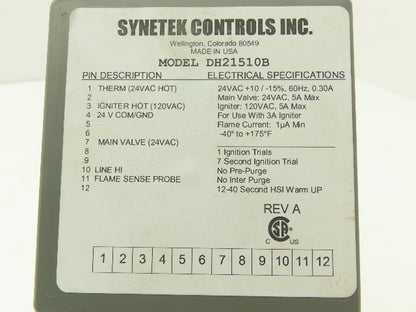 SYNETEK CONTROLS INC.
Wellington, Colorado 80549
MADE IN USA
MODEL DH21510B
PIN DESCRIPTION ELECTRICAL SPECIFICATIONS
1 THERM (24VAC HOT) 24VAC +10 / -15%, 60Hz, 0.30A
2 Main Valve: 24VAC, 5A Max
3 IGNITER HOT (120VAC) Igniter: 120VAC, 5A Max
4 24 V COM/GND For Use With 3A Igniter
5 Flame Current: 1µA Min
6 -40° to +175°F
7 MAIN VALVE (24VAC)
8 1 Ignition Trials
9 7 Second Ignition Trial
10 LINE HI No Pre-Purge
11 FLAME SENSE PROBE No Inter Purge
12 12-40 Second HSI Warm UP
REV A
CSA
C US
1 2 3 4 5 6 7 8 9 10 11 12